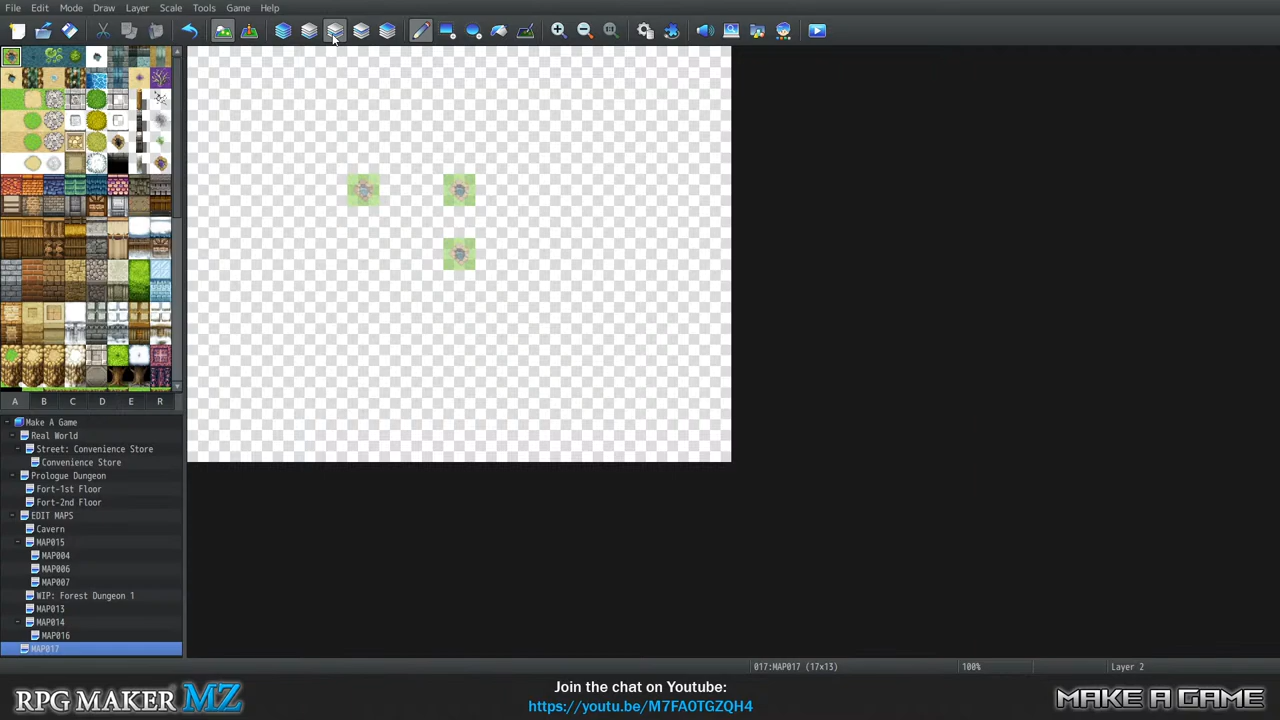 File Edit Mode Draw Layer Scale Tools Game Help
A B C D E R
Make A Game
Real World
Street: Convenience Store
Convenience Store
Prologue Dungeon
Fort-1st Floor
Fort-2nd Floor
EDIT MAPS
Cavern
MAP015
MAP004
MAP006
MAP007
WIP: Forest Dungeon 1
MAP013
MAP014
MAP016
MAP017
017:MAP017 (17x13) 100% Layer 2
RPG MAKER MZ
Join the chat on Youtube:
https://youtu.be/M7FA0TGZQH4
MAKE A GAME